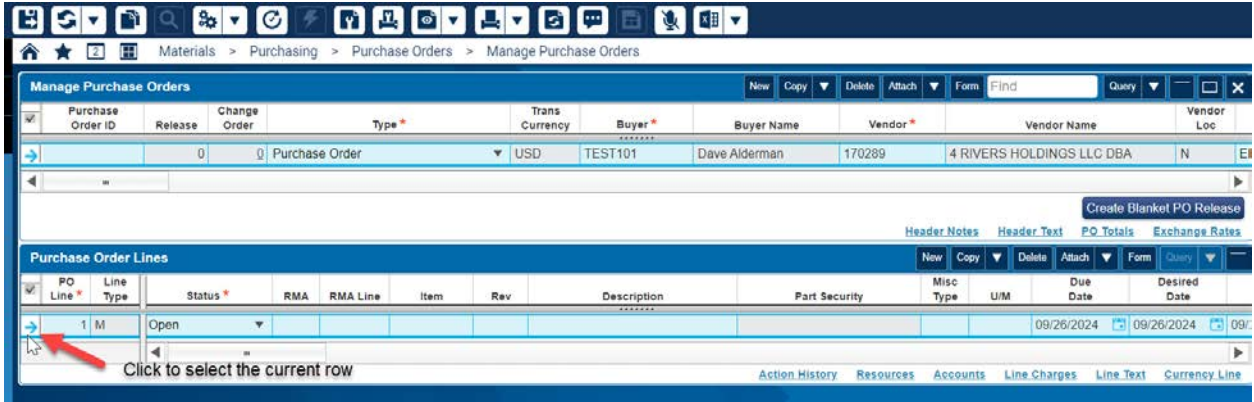 2
Materials > Purchasing > Purchase Orders > Manage Purchase Orders
Manage Purchase Orders
New Copy Delete Attach Form Find Query
Purchase Order ID Release Change Order Type * Trans Currency Buyer * Buyer Name Vendor * Vendor Name Vendor Loc
0 0 Purchase Order USD TEST101 Dave Alderman 170289 4 RIVERS HOLDINGS LLC DBA N
Create Blanket PO Release
Header Notes Header Text PO Totals Exchange Rates
Purchase Order Lines
New Copy Delete Attach Form Query
PO Line * Line Type Status * RMA RMA Line Item Rev Description Part Security Misc Type U/M Due Date Desired Date
1 M Open 09/26/2024 09/26/2024 09/
Click to select the current row
Action History Resources Accounts Line Charges Line Text Currency Line